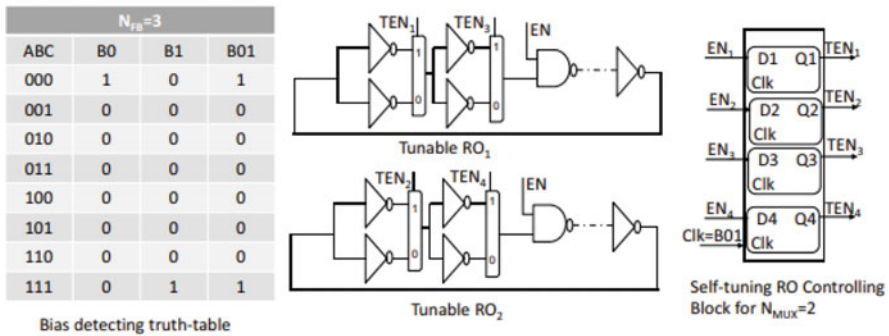 N_FB=3
ABC B0 B1 B01
000 1 0 1
001 0 0 0
010 0 0 0
011 0 0 0
100 0 0 0
101 0 0 0
110 0 0 0
111 0 1 1
Bias detecting truth-table
TEN₁ TEN₃ EN
1 1
0 0
Tunable RO₁
TEN₂ TEN₄ EN
1 1
0 0
Tunable RO₂
EN₁ D1 Q1 TEN₁
Clk
EN₂ D2 Q2 TEN₂
Clk
EN₃ D3 Q3 TEN₃
Clk
EN₄ D4 Q4 TEN₄
Clk=B01 Clk
Self-tuning RO Controlling
Block for N_MUX=2